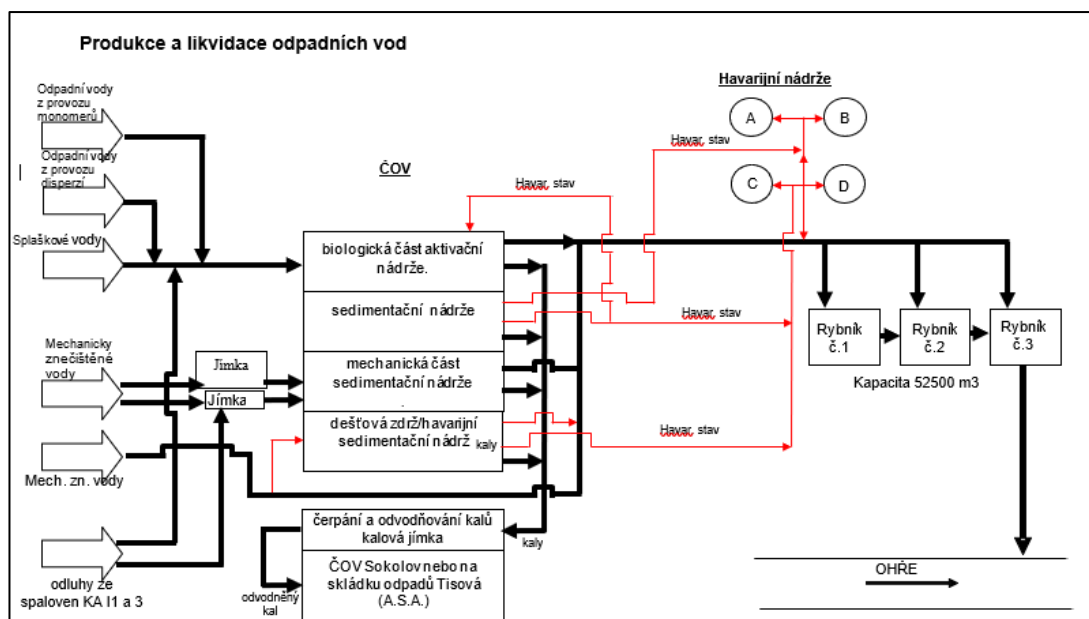 Produkce a likvidace odpadních vod
Odpadní vody
z provozu
monomerů
Odpadní vody
z provozu
disperzí
Splaškové vody
Mechanicky
znečištěné
vody
Mech. zn. vody
odluhy ze
spaloven KA I1 a 3
Jímka
Jímka
ČOV
biologická část aktivační
nádrže.
sedimentační nádrže
mechanická část
sedimentační nádrže
.
dešťová zdrž/havarijní
sedimentační nádrž
kaly
čerpání a odvodňování kalů
kalová jímka
ČOV Sokolov nebo na
skládku odpadů Tisová
(A.S.A.)
kaly
odvodněný
kal
Havar. stav
Havar. stav
Havar. stav
Havar. stav
Havarijní nádrže
A
B
C
D
Rybník
č.1
Rybník
č.2
Rybník
č.3
Kapacita 52500 m3
OHŘE